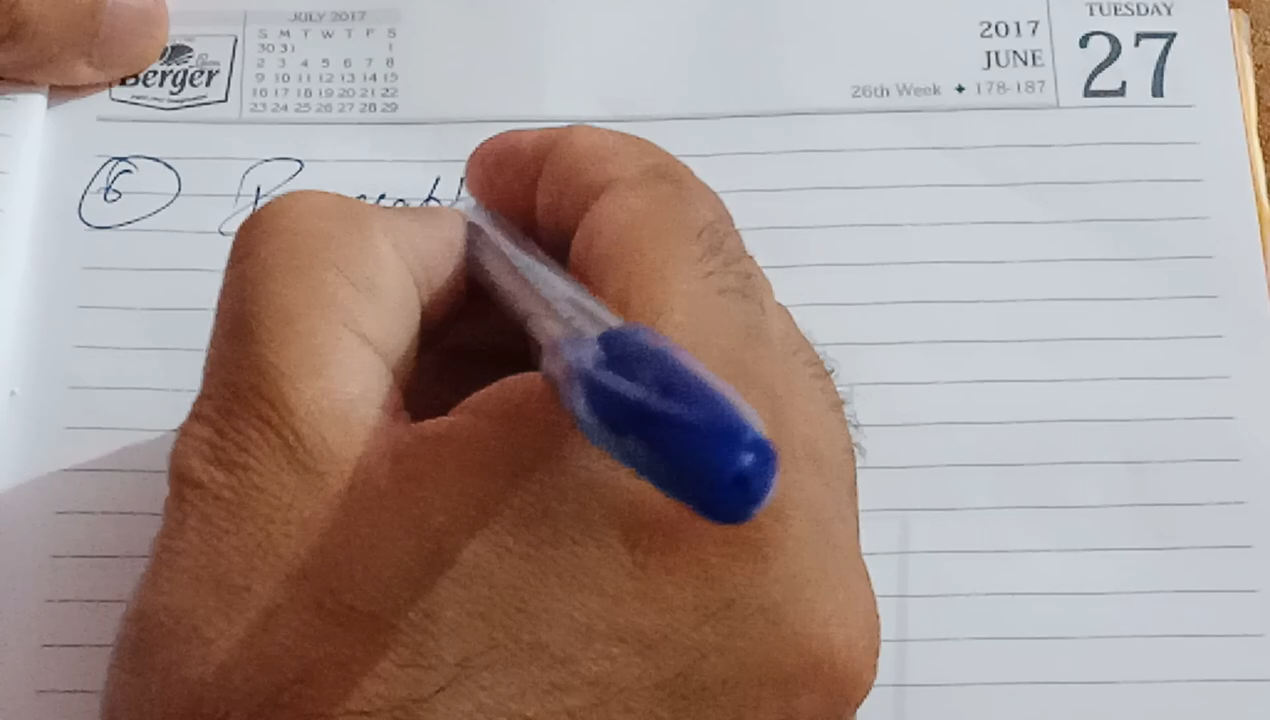 JULY 2017
S M T W T F S
30 31 1
2 3 4 5 6 7 8
9 10 11 12 13 14 15
16 17 18 19 20 21 22
23 24 25 26 27 28 29
Berger
2017
JUNE
26th Week ✦ 178-187
TUESDAY
27
6